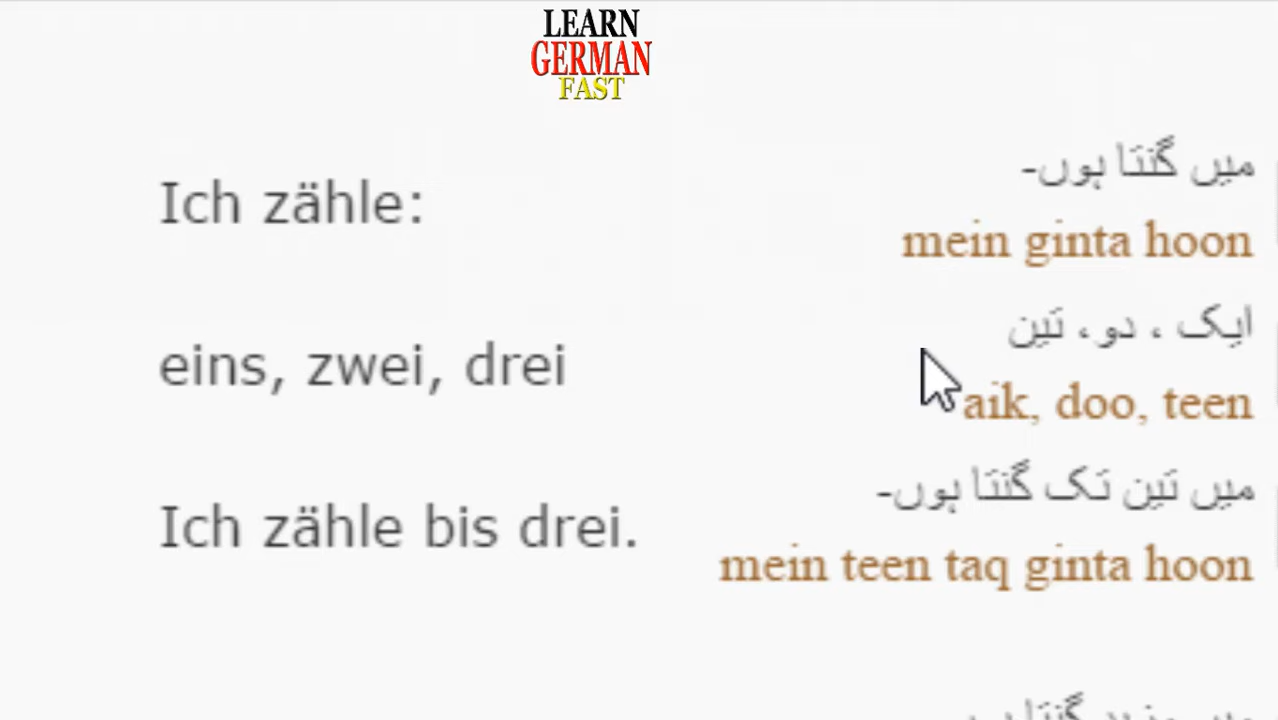 LEARN
GERMAN
FAST
Ich zähle:
میں گنتا ہوں-
mein ginta hoon
eins, zwei, drei
ایک ، دو، تین
aik, doo, teen
Ich zähle bis drei.
میں تین تک گنتا ہوں-
mein teen taq ginta hoon